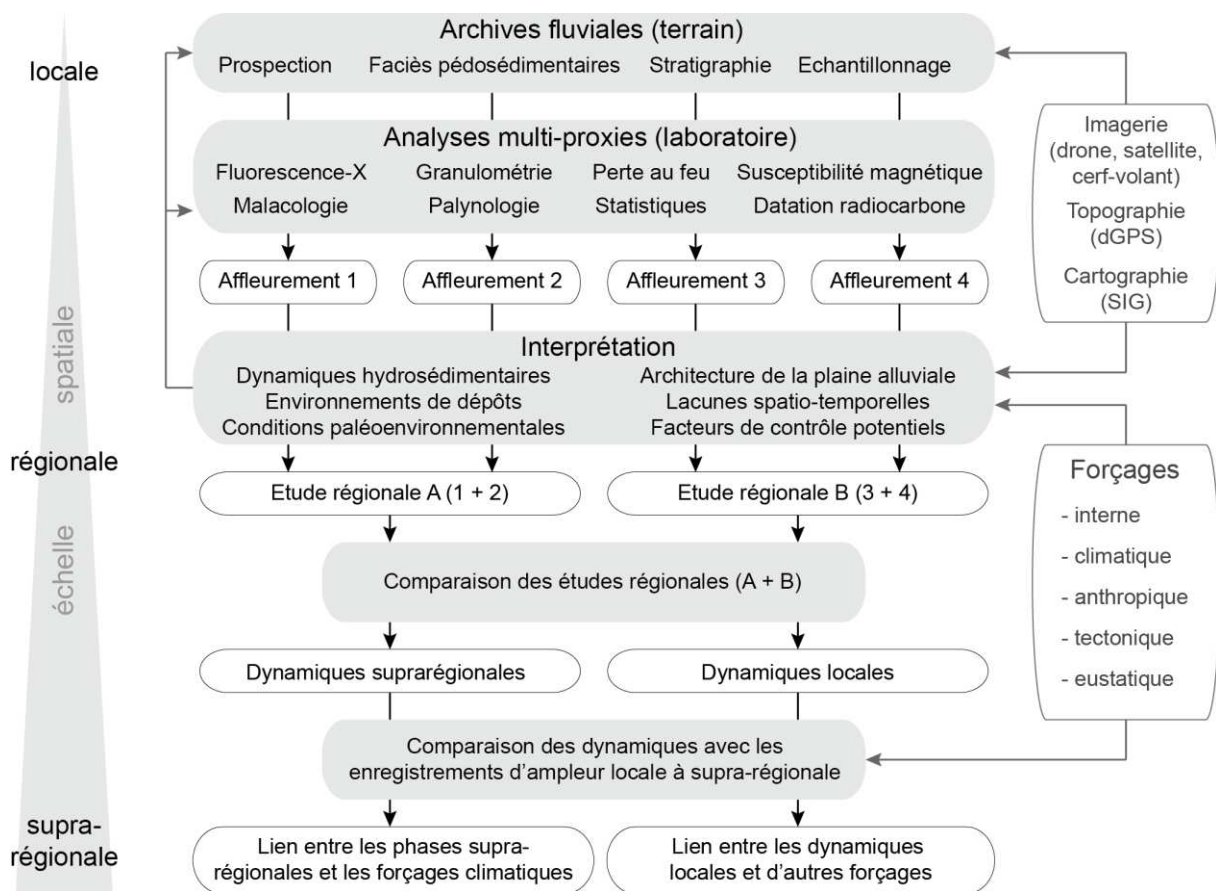 locale
spatiale
régionale
échelle
supra-
régionale
Archives fluviales (terrain)
Prospection Faciès pédosédimentaires Stratigraphie Echantillonnage
Analyses multi-proxies (laboratoire)
Fluorescence-X Granulométrie Perte au feu Susceptibilité magnétique
Malacologie Palynologie Statistiques Datation radiocarbone
Affleurement 1 Affleurement 2 Affleurement 3 Affleurement 4
Interprétation
Dynamiques hydrosédimentaires
Environnements de dépôts
Conditions paléoenvironnementales
Architecture de la plaine alluviale
Lacunes spatio-temporelles
Facteurs de contrôle potentiels
Etude régionale A (1 + 2) Etude régionale B (3 + 4)
Comparaison des études régionales (A + B)
Dynamiques suprarégionales Dynamiques locales
Comparaison des dynamiques avec les
enregistrements d’ampleur locale à supra-régionale
Lien entre les phases supra-
régionales et les forçages climatiques
Lien entre les dynamiques
locales et d’autres forçages
Imagerie
(drone, satellite,
cerf-volant)
Topographie
(dGPS)
Cartographie
(SIG)
Forçages
- interne
- climatique
- anthropique
- tectonique
- eustatique